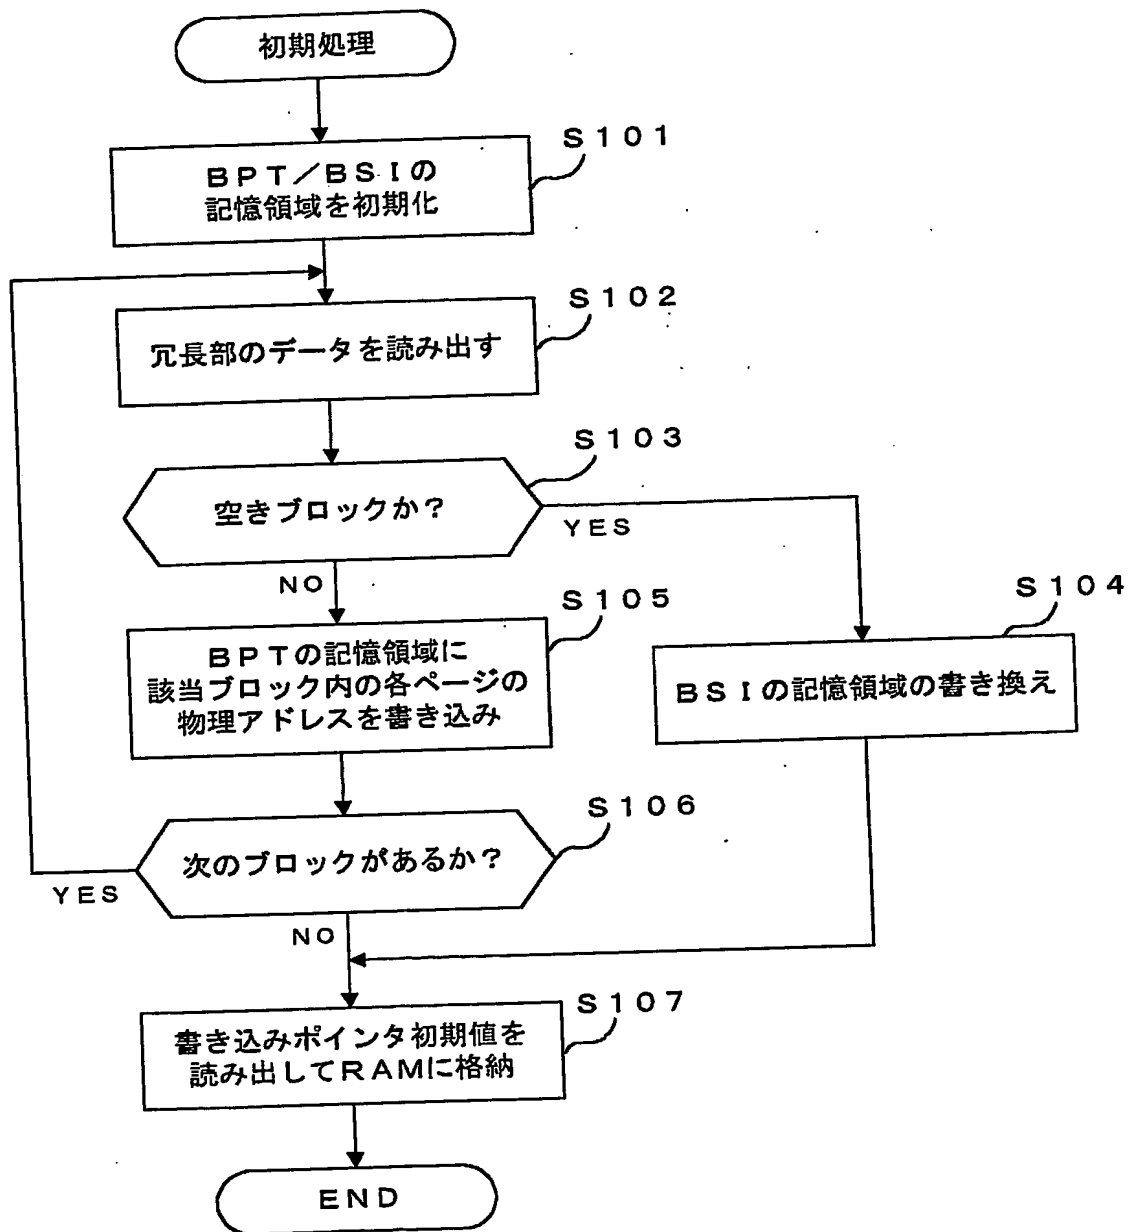 初期処理
S101
BPT/BSIの
記憶領域を初期化
S102
冗長部のデータを読み出す
S103
空きブロックか?
YES
NO
S104
BSIの記憶領域の書き換え
S105
BPTの記憶領域に
該当ブロック内の各ページの
物理アドレスを書き込み
S106
次のブロックがあるか?
YES
NO
S107
書き込みポインタ初期値を
読み出してRAMに格納
END